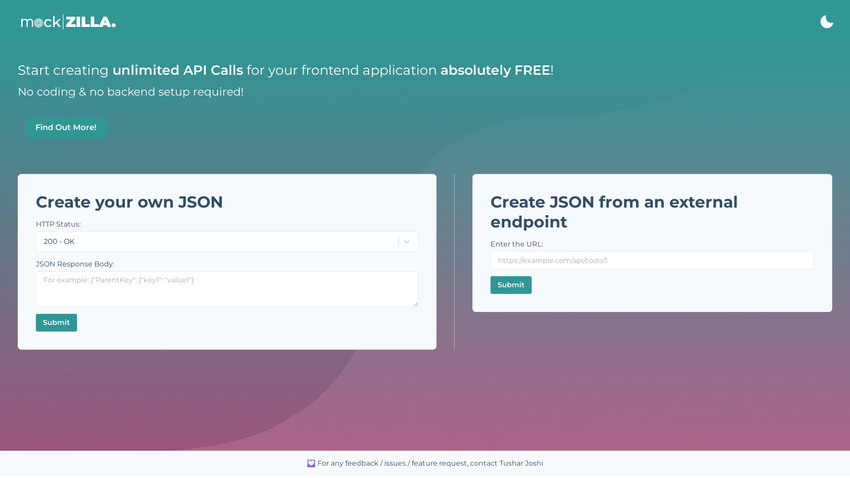 mock|ZILLA.
Start creating unlimited API Calls for your frontend application absolutely FREE!
No coding & no backend setup required!
Find Out More!
Create your own JSON
HTTP Status:
200 - OK
JSON Response Body:
For example: {"ParentKey": {"key1": "value1"}
Submit
Create JSON from an external
endpoint
Enter the URL:
https://example.com/api/todo/1
Submit
For any feedback / issues / feature request, contact Tushar Joshi